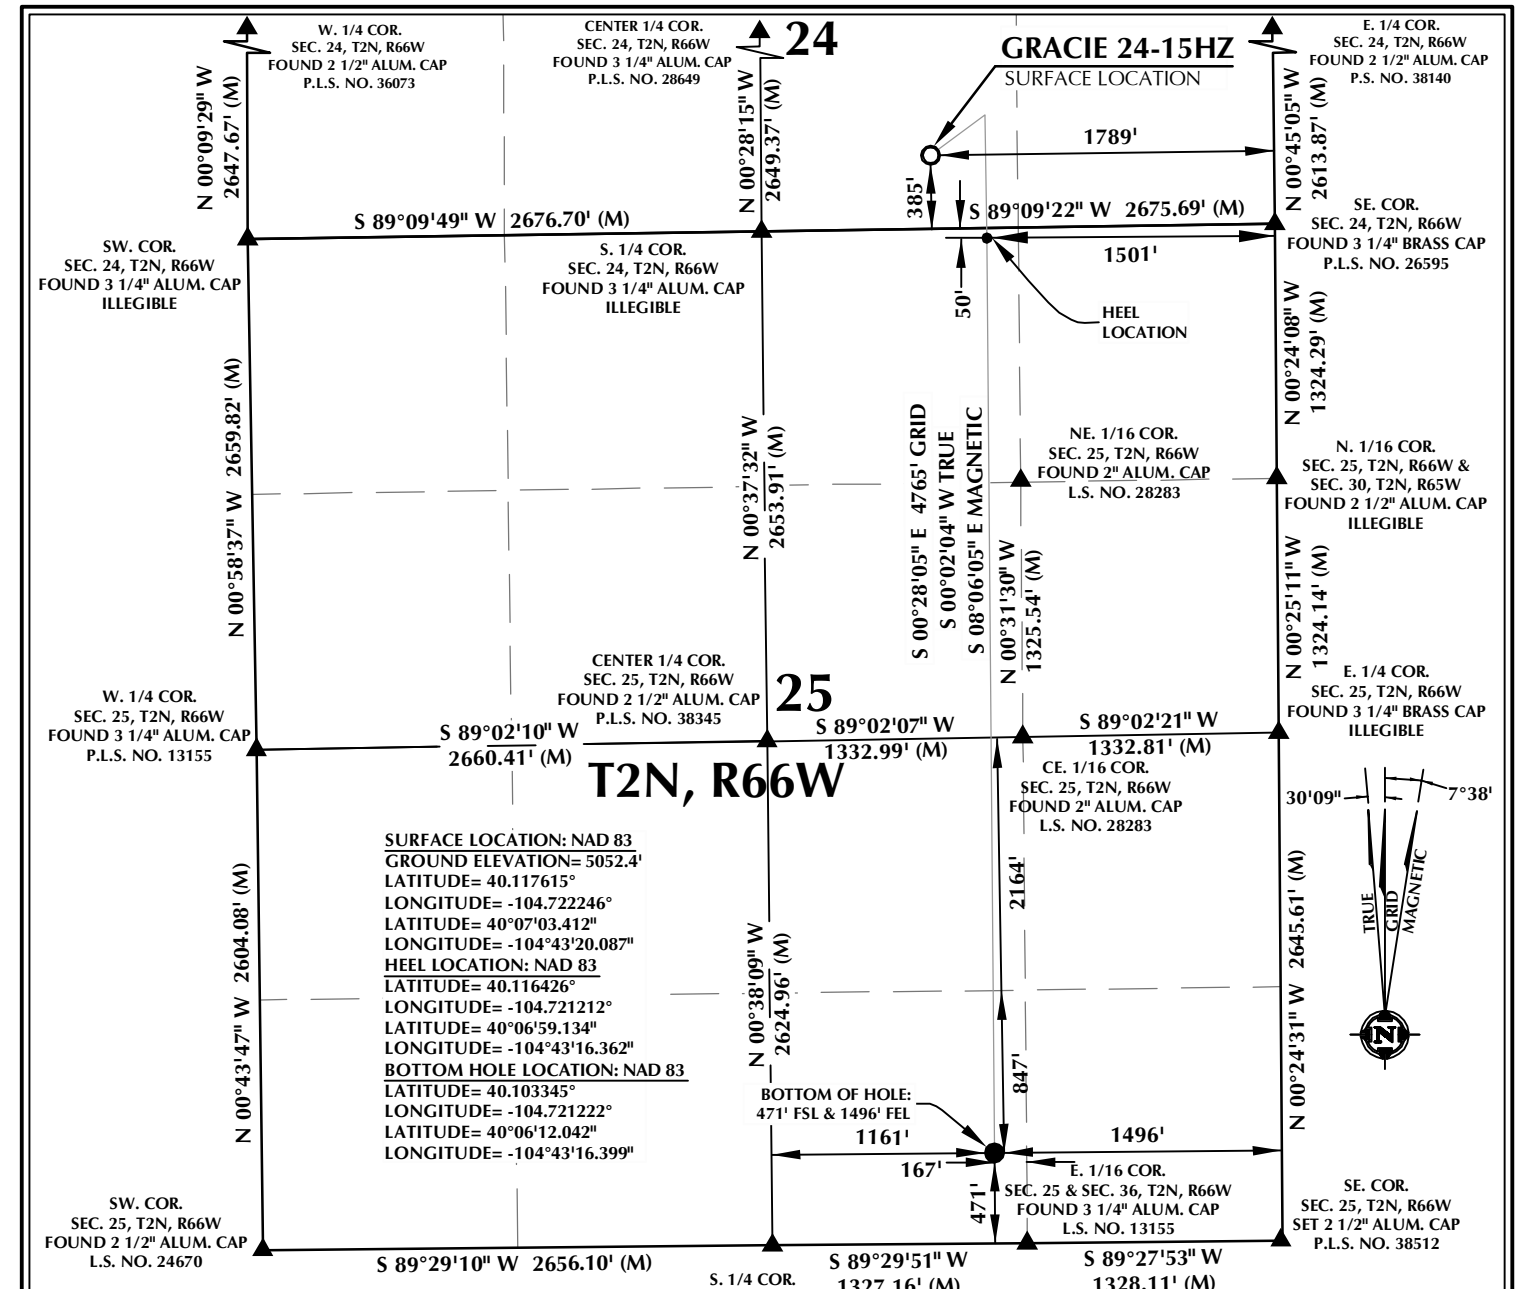 W. 1/4 COR.
SEC. 24, T2N, R66W
FOUND 2 1/2" ALUM. CAP
P.L.S. NO. 36073
CENTER 1/4 COR.
SEC. 24, T2N, R66W
FOUND 3 1/4" ALUM. CAP
P.L.S. NO. 28649
24
GRACIE 24-15HZ
SURFACE LOCATION
E. 1/4 COR.
SEC. 24, T2N, R66W
FOUND 2 1/2" ALUM. CAP
P.S. NO. 38140
N 00°09'29" W
2647.67' (M)
N 00°28'15" W
2649.37' (M)
N 00°45'05" W
2613.87' (M)
1789'
385'
S 89°09'49" W 2676.70' (M)
S 89°09'22" W 2675.69' (M)
SW. COR.
SEC. 24, T2N, R66W
FOUND 3 1/4" ALUM. CAP
ILLEGIBLE
S. 1/4 COR.
SEC. 24, T2N, R66W
FOUND 3 1/4" ALUM. CAP
ILLEGIBLE
SE. COR.
SEC. 24, T2N, R66W
FOUND 3 1/4" BRASS CAP
P.L.S. NO. 26595
1501'
50'
HEEL
LOCATION
N 00°24'08" W
1324.29' (M)
N 00°58'37" W 2659.82' (M)
N 00°37'32" W
2653.91' (M)
S 00°28'05" E 4765' GRID
S 00°02'04" W TRUE
S 08°06'05" E MAGNETIC
NE. 1/16 COR.
SEC. 25, T2N, R66W
FOUND 2" ALUM. CAP
L.S. NO. 28283
N. 1/16 COR.
SEC. 25, T2N, R66W &
SEC. 30, T2N, R65W
FOUND 2 1/2" ALUM. CAP
ILLEGIBLE
N 00°31'30" W
1325.54' (M)
N 00°25'11" W
1324.14' (M)
W. 1/4 COR.
SEC. 25, T2N, R66W
FOUND 3 1/4" ALUM. CAP
P.L.S. NO. 13155
CENTER 1/4 COR.
SEC. 25, T2N, R66W
FOUND 2 1/2" ALUM. CAP
P.L.S. NO. 38345
25
E. 1/4 COR.
SEC. 25, T2N, R66W
FOUND 3 1/4" BRASS CAP
ILLEGIBLE
S 89°02'10" W
2660.41' (M)
S 89°02'07" W
1332.99' (M)
S 89°02'21" W
1332.81' (M)
T2N, R66W
CE. 1/16 COR.
SEC. 25, T2N, R66W
FOUND 2" ALUM. CAP
L.S. NO. 28283
30'09"
7°38'
TRUE
GRID
MAGNETIC
N
SURFACE LOCATION: NAD 83
GROUND ELEVATION= 5052.4'
LATITUDE= 40.117615°
LONGITUDE= -104.722246°
LATITUDE= 40°07'03.412"
LONGITUDE= -104°43'20.087"
HEEL LOCATION: NAD 83
LATITUDE= 40.116426°
LONGITUDE= -104.721212°
LATITUDE= 40°06'59.134"
LONGITUDE= -104°43'16.362"
BOTTOM HOLE LOCATION: NAD 83
LATITUDE= 40.103345°
LONGITUDE= -104.721222°
LATITUDE= 40°06'12.042"
LONGITUDE= -104°43'16.399"
N 00°43'47" W 2604.08' (M)
N 00°38'09" W
2624.96' (M)
2164'
847'
N 00°24'31" W 2645.61' (M)
BOTTOM OF HOLE:
471' FSL & 1496' FEL
1161'
1496'
167'
471'
E. 1/16 COR.
SEC. 25 & SEC. 36, T2N, R66W
FOUND 3 1/4" ALUM. CAP
L.S. NO. 13155
SW. COR.
SEC. 25, T2N, R66W
FOUND 2 1/2" ALUM. CAP
L.S. NO. 24670
SE. COR.
SEC. 25, T2N, R66W
SET 2 1/2" ALUM. CAP
P.L.S. NO. 38512
S 89°29'10" W 2656.10' (M)
S. 1/4 COR.
S 89°29'51" W
1327.16' (M)
S 89°27'53" W
1328.11' (M)